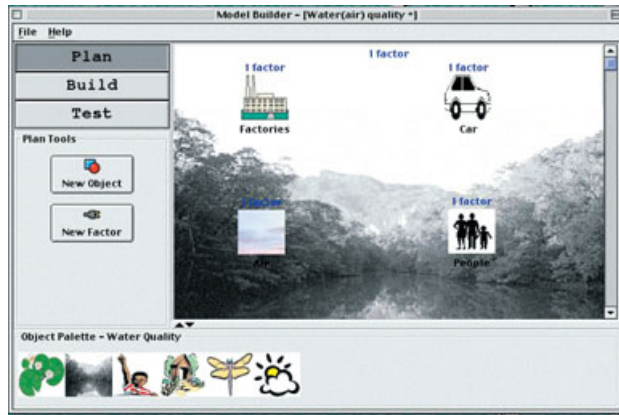 Model Builder - [Water(air) quality *]
File Help
Plan
Build
Test
Plan Tools
New Object
New Factor
1 factor
1 factor
1 factor
Factories
Car
1 factor
1 factor
Air
People
Object Palette - Water Quality